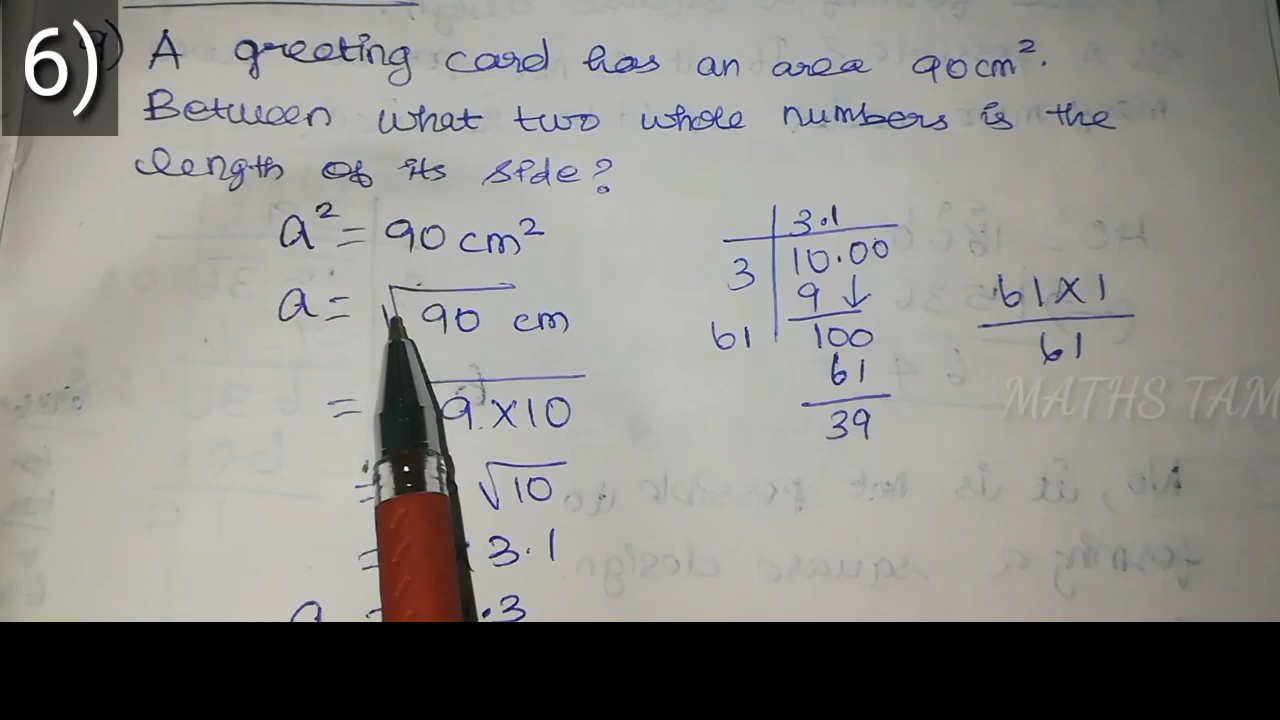 6)
A greeting card has an area 90cm².
Between what two whole numbers is the
length of its side?
a² = 90 cm²
a = √90 cm
= 9 × 10
= √10
= 3.1
a = .3
3.1
3 10.00
9 ↓
61 100
61
39
61 × 1
61
MATHS TAM